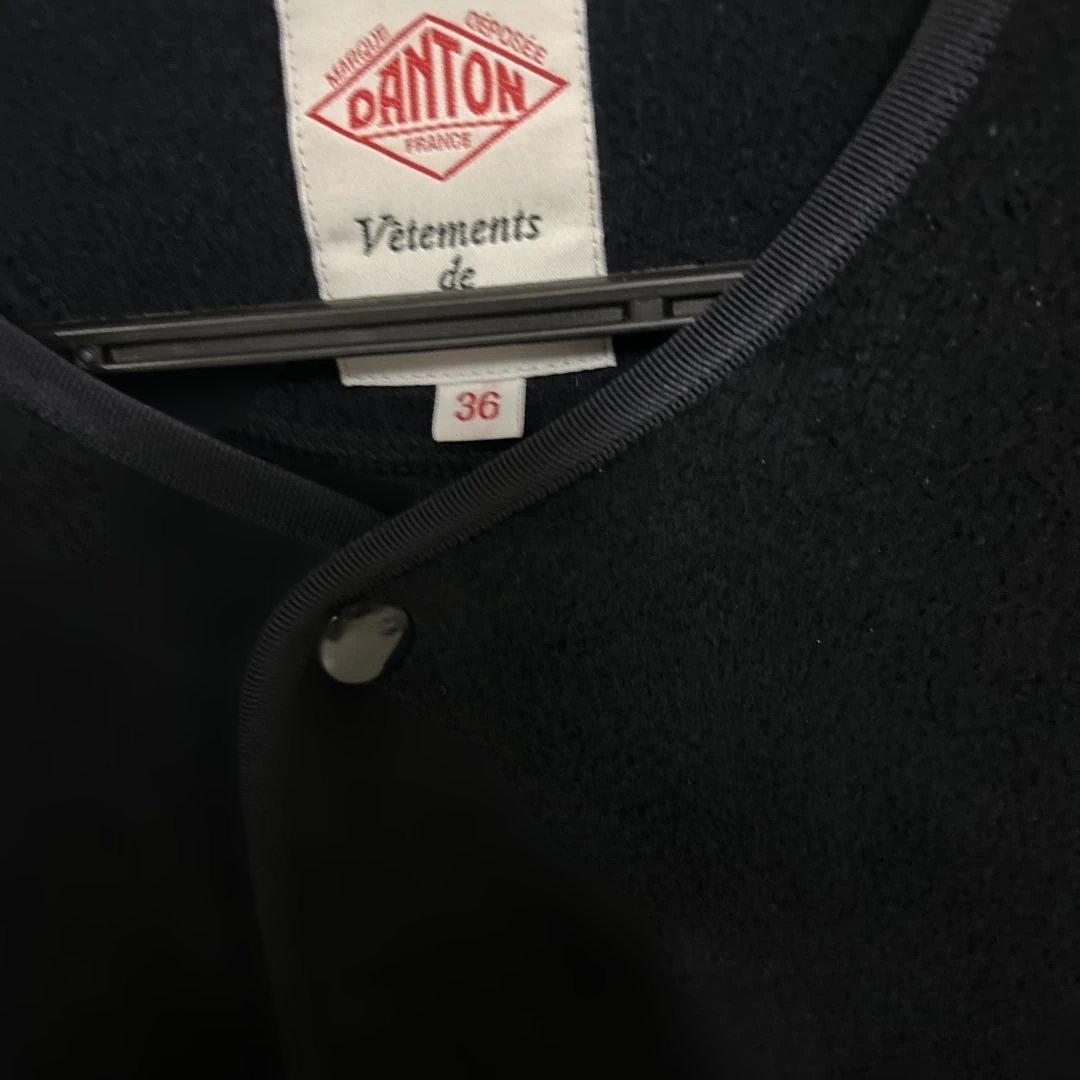 MARQUE DÉPOSÉE
DANTON
FRANCE
Vêtements
de
36